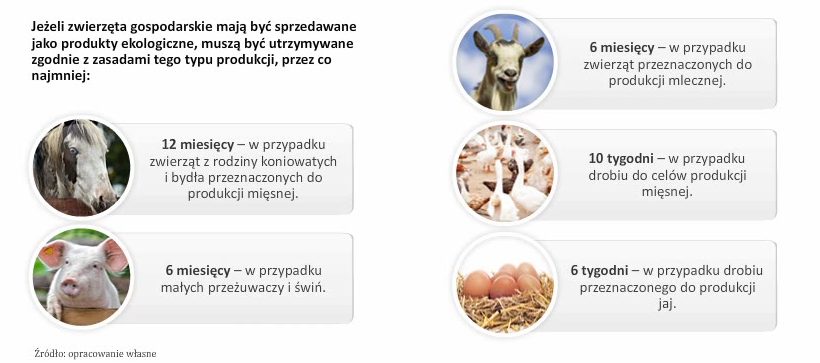 Jeżeli zwierzęta gospodarskie mają być sprzedawane
jako produkty ekologiczne, muszą być utrzymywane
zgodnie z zasadami tego typu produkcji, przez co
najmniej:
12 miesięcy – w przypadku
zwierząt z rodziny koniowatych
i bydła przeznaczonych do
produkcji mięsnej.
6 miesięcy – w przypadku
małych przeżuwaczy i świń.
6 miesięcy – w przypadku
zwierząt przeznaczonych do
produkcji mlecznej.
10 tygodni – w przypadku
drobiu do celów produkcji
mięsnej.
6 tygodni – w przypadku drobiu
przeznaczonego do produkcji
jaj.
Źródło: opracowanie własne